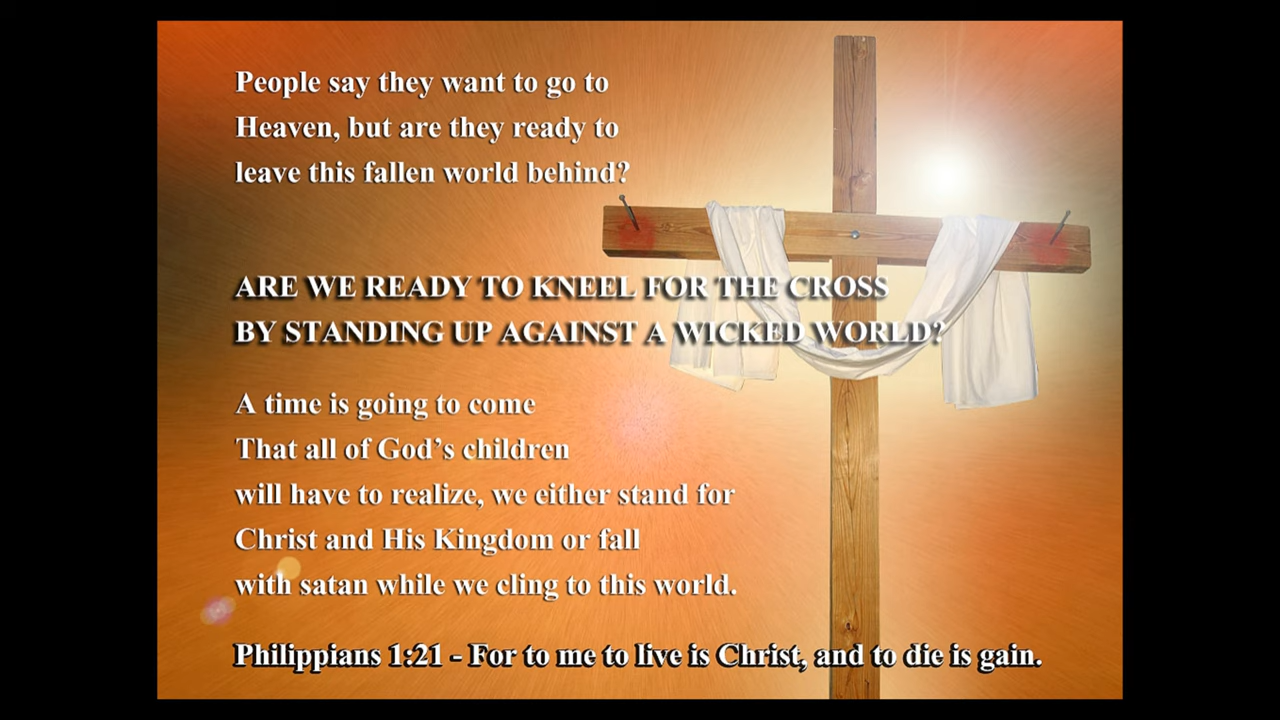 People say they want to go to
Heaven, but are they ready to
leave this fallen world behind?
ARE WE READY TO KNEEL FOR THE CROSS
BY STANDING UP AGAINST A WICKED WORLD?
A time is going to come
That all of God’s children
will have to realize, we either stand for
Christ and His Kingdom or fall
with satan while we cling to this world.
Philippians 1:21 - For to me to live is Christ, and to die is gain.